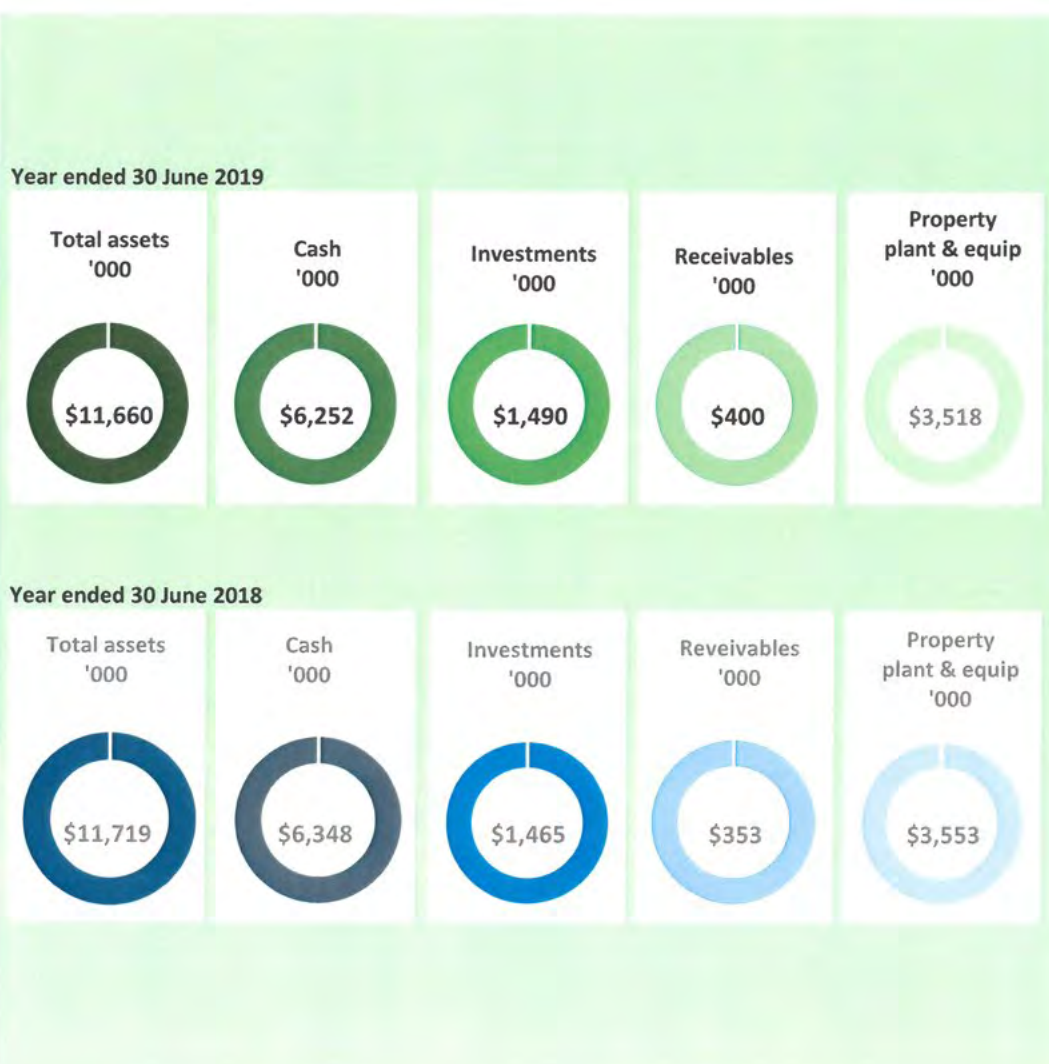 Year ended 30 June 2019
Total assets
'000
$11,660
Cash
'000
$6,252
Investments
'000
$1,490
Receivables
'000
$400
Property
plant & equip
'000
$3,518
Year ended 30 June 2018
Total assets
'000
$11,719
Cash
'000
$6,348
Investments
'000
$1,465
Reveivables
'000
$353
Property
plant & equip
'000
$3,553